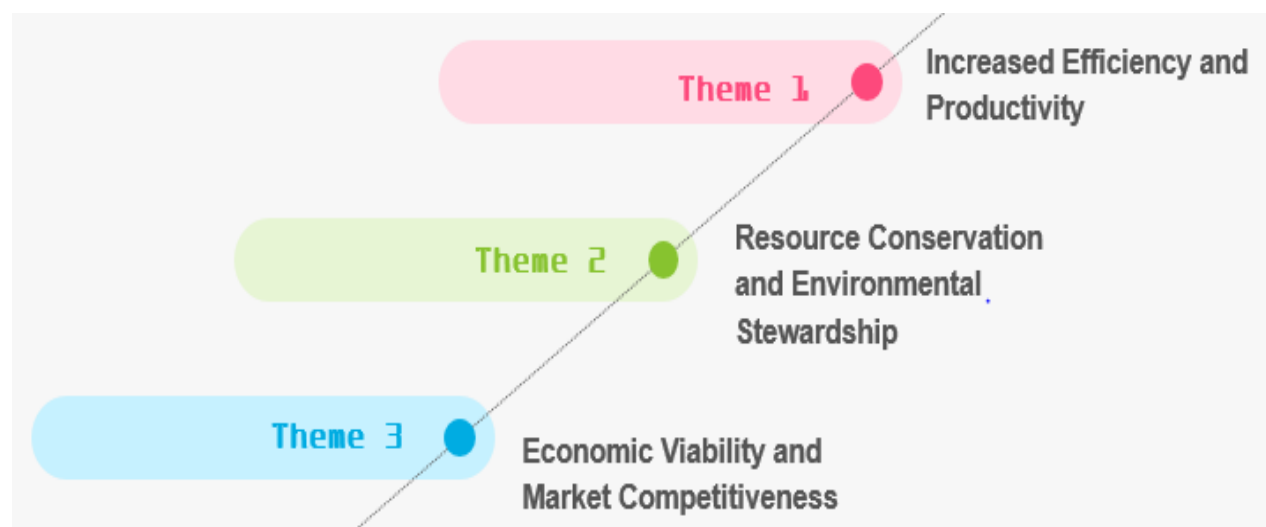 Theme 1
Increased Efficiency and
Productivity
Theme 2
Resource Conservation
and Environmental
Stewardship
Theme 3
Economic Viability and
Market Competitiveness